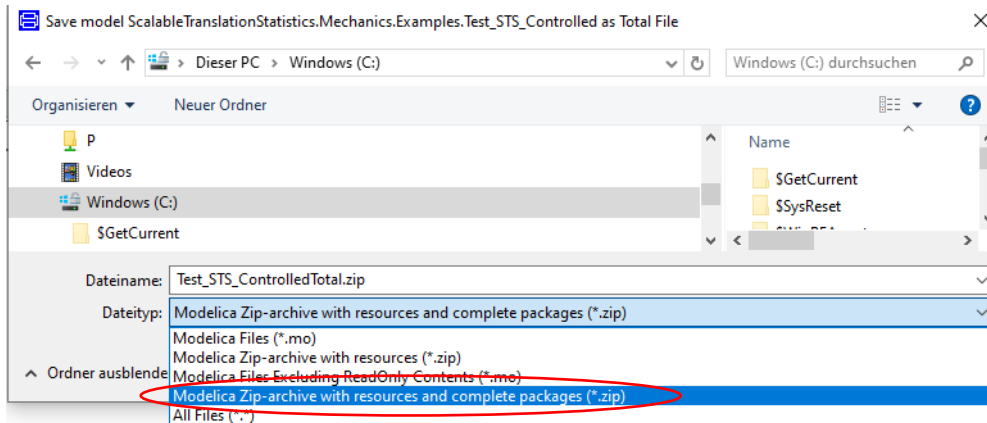 Save model ScalableTranslationStatistics.Mechanics.Examples.Test_STS_Controlled as Total File
Dieser PC > Windows (C:)
Windows (C:) durchsuchen
Organisieren
Neuer Ordner
P
Videos
Windows (C:)
$GetCurrent
Name
$GetCurrent
$SysReset
Dateiname: Test_STS_ControlledTotal.zip
Dateityp: Modelica Zip-archive with resources and complete packages (*.zip)
Modelica Files (*.mo)
Modelica Zip-archive with resources (*.zip)
Modelica Files Excluding ReadOnly Contents (*.mo)
Modelica Zip-archive with resources and complete packages (*.zip)
All Files (*.*)
Ordner ausblende